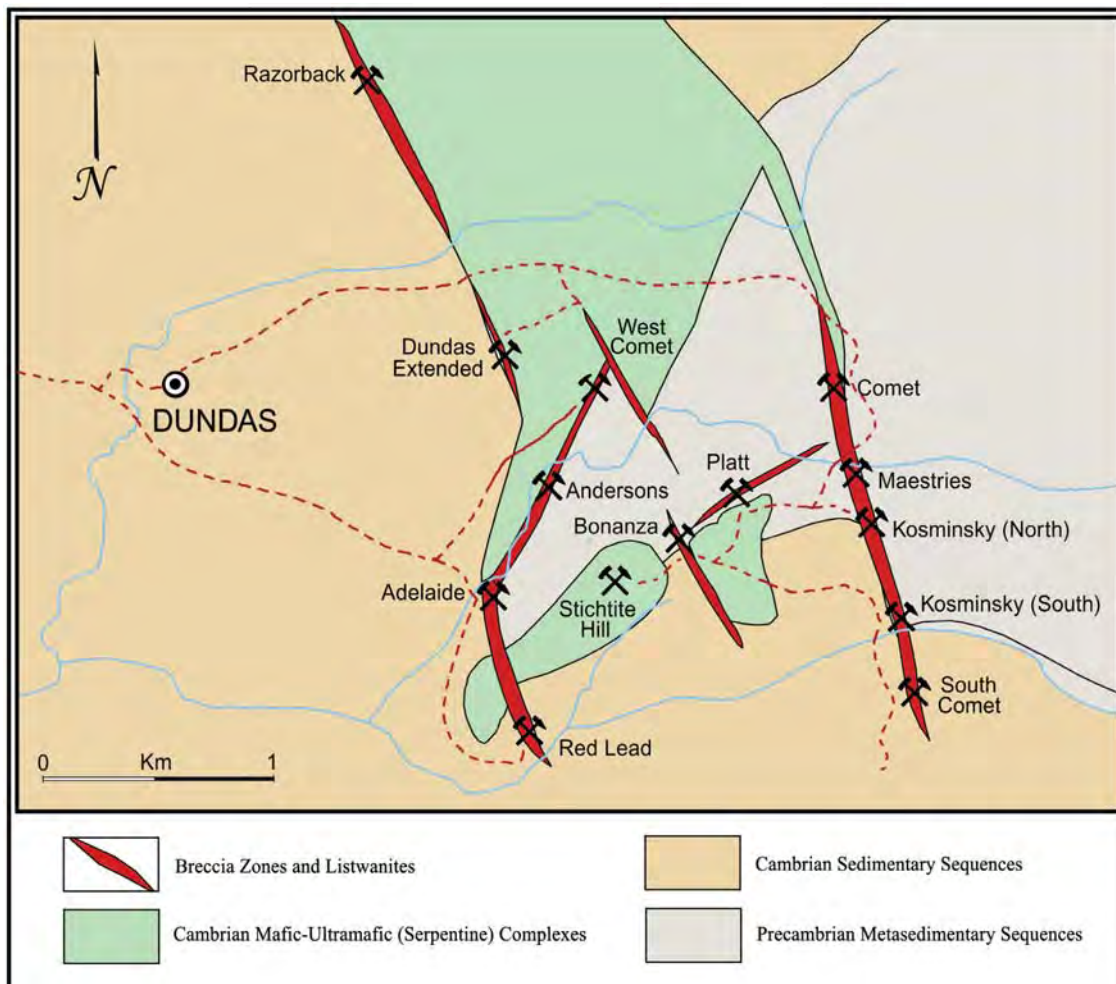 Razorback
N
West
Comet
Dundas
Extended
DUNDAS
Comet
Platt
Andersons
Maestries
Bonanza
Kosminsky (North)
Adelaide
Stichtite
Hill
Kosminsky (South)
South
Comet
Red Lead
0 Km 1
Breccia Zones and Listwanites
Cambrian Sedimentary Sequences
Cambrian Mafic-Ultramafic (Serpentine) Complexes
Precambrian Metasedimentary Sequences